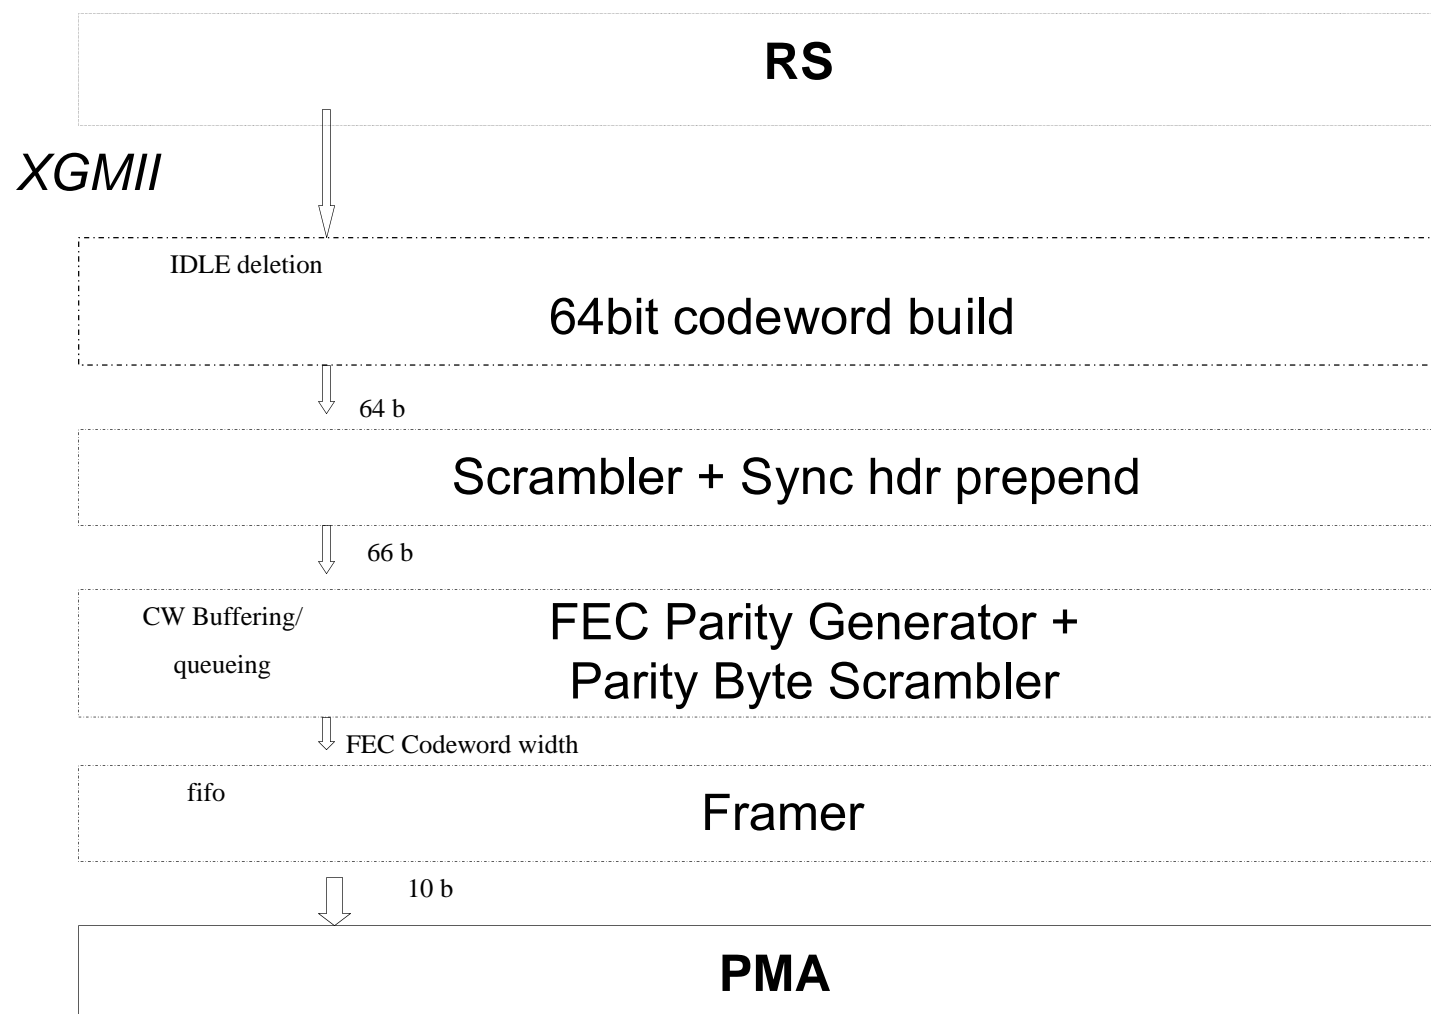 RS
XGMII
IDLE deletion
64bit codeword build
64 b
Scrambler + Sync hdr prepend
66 b
CW Buffering/
queueing
FEC Parity Generator +
Parity Byte Scrambler
FEC Codeword width
fifo
Framer
10 b
PMA